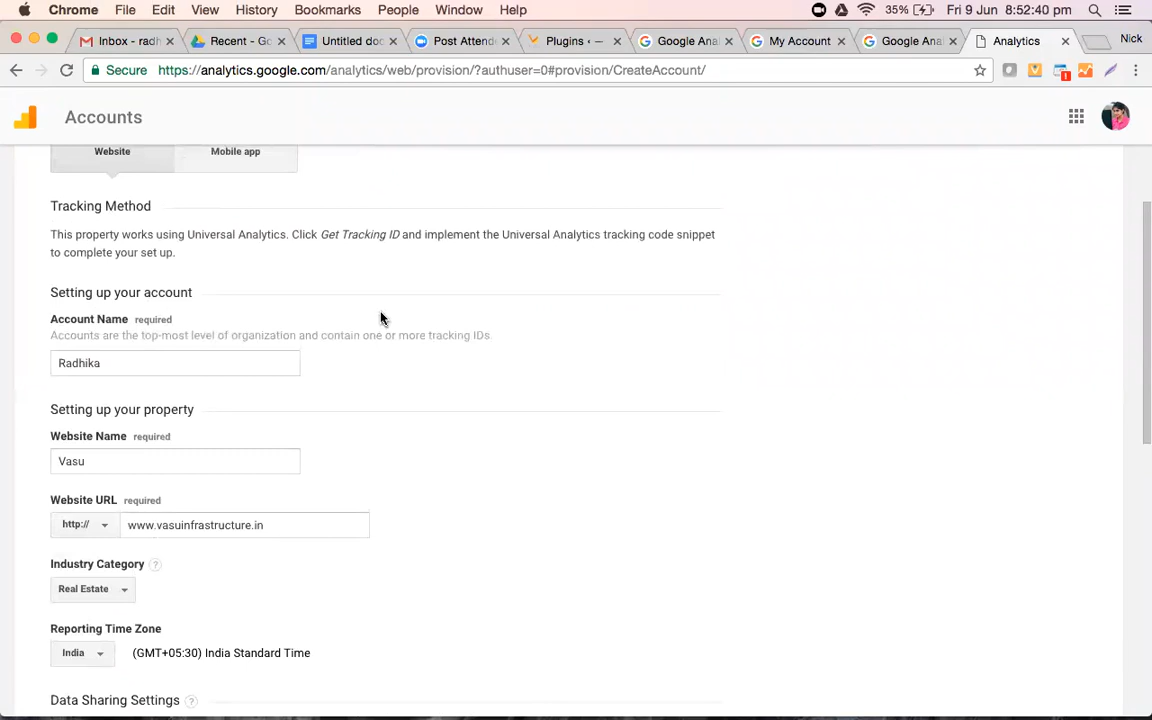 Chrome File Edit View History Bookmarks People Window Help 35% Fri 9 Jun 8:52:40 pm
Inbox - radh Recent - Go Untitled doc Post Attend Plugins ‹ — Google Anal My Account Google Anal Analytics Nick
Secure https://analytics.google.com/analytics/web/provision/?authuser=0#provision/CreateAccount/
Accounts
Website Mobile app
Tracking Method
This property works using Universal Analytics. Click Get Tracking ID and implement the Universal Analytics tracking code snippet
to complete your set up.
Setting up your account
Account Name required
Accounts are the top-most level of organization and contain one or more tracking IDs.
Radhika
Setting up your property
Website Name required
Vasu
Website URL required
http:// www.vasuinfrastructure.in
Industry Category ?
Real Estate
Reporting Time Zone
India (GMT+05:30) India Standard Time
Data Sharing Settings ?